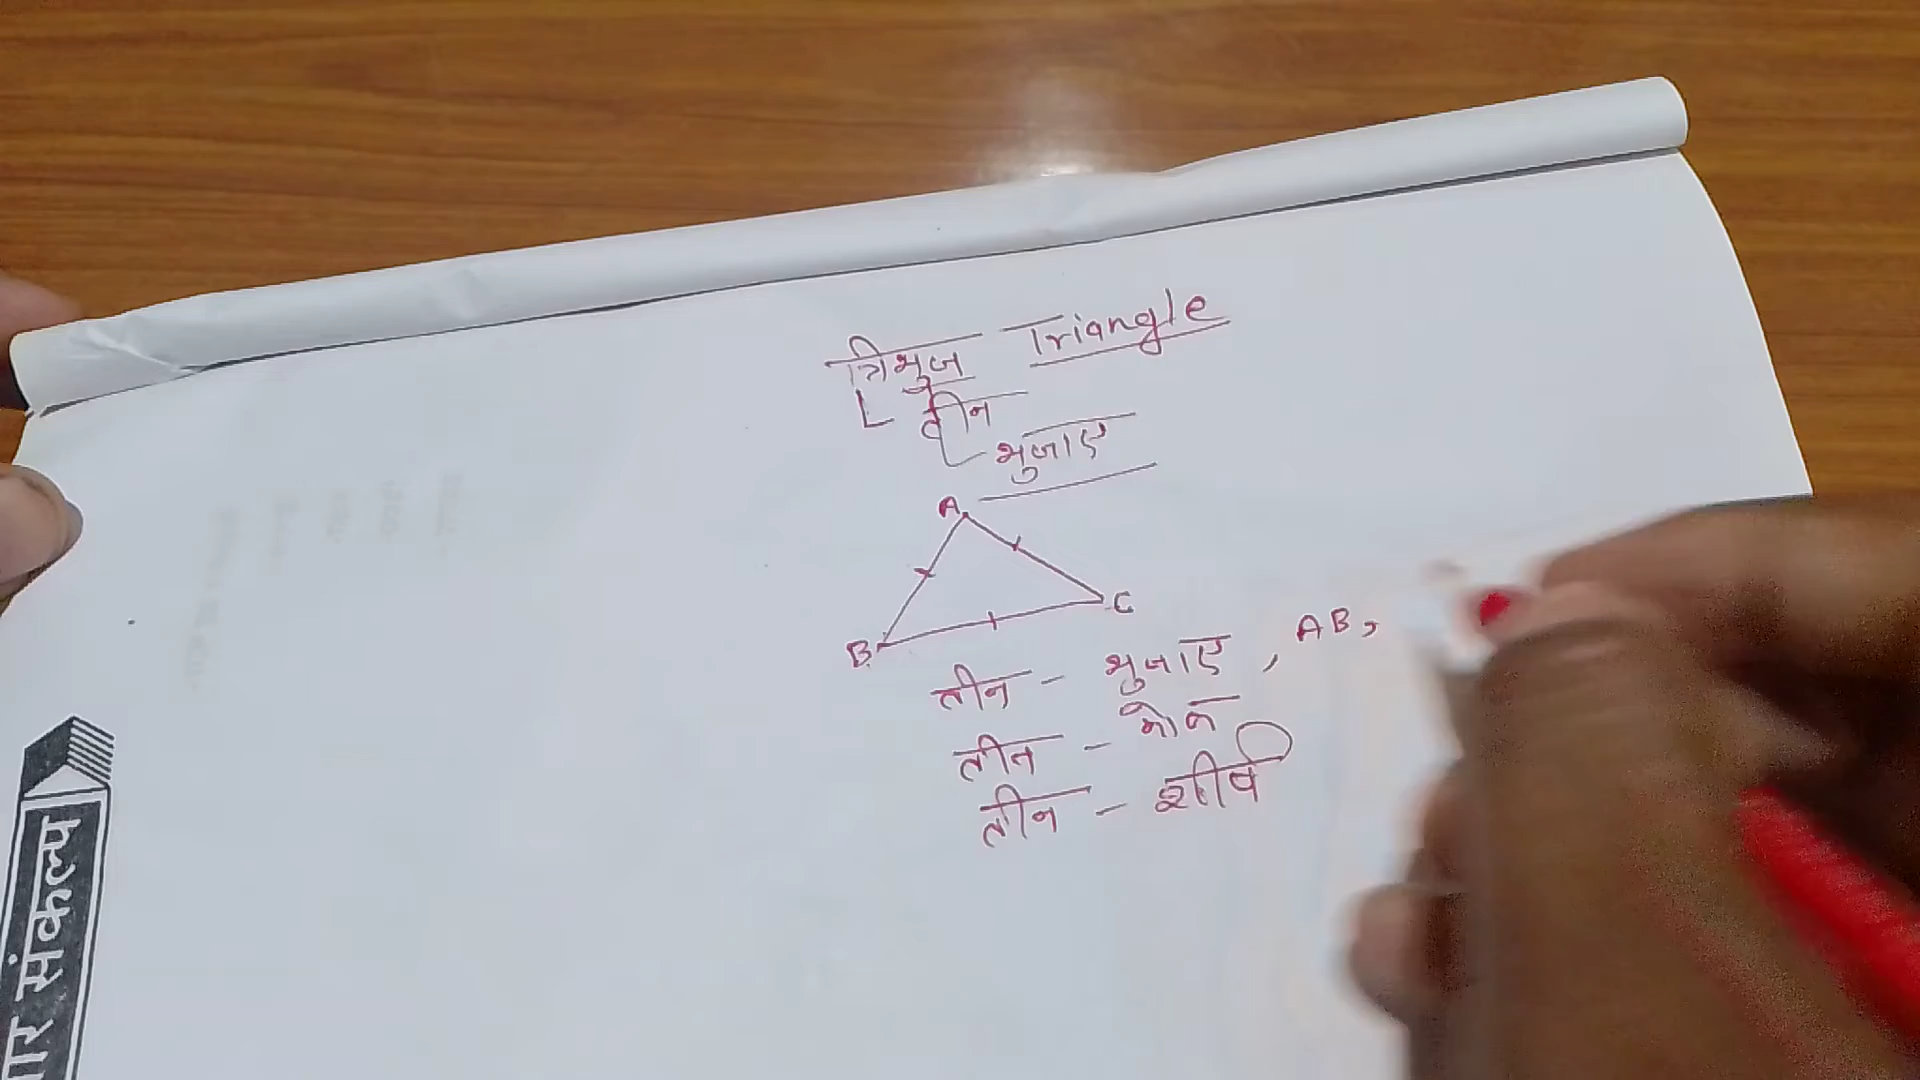 त्रिभुज Triangle
तीन
भुजाए
A
B
C
तीन - भुजाए , AB,
तीन - कोन
तीन - शीर्ष
संकल्प